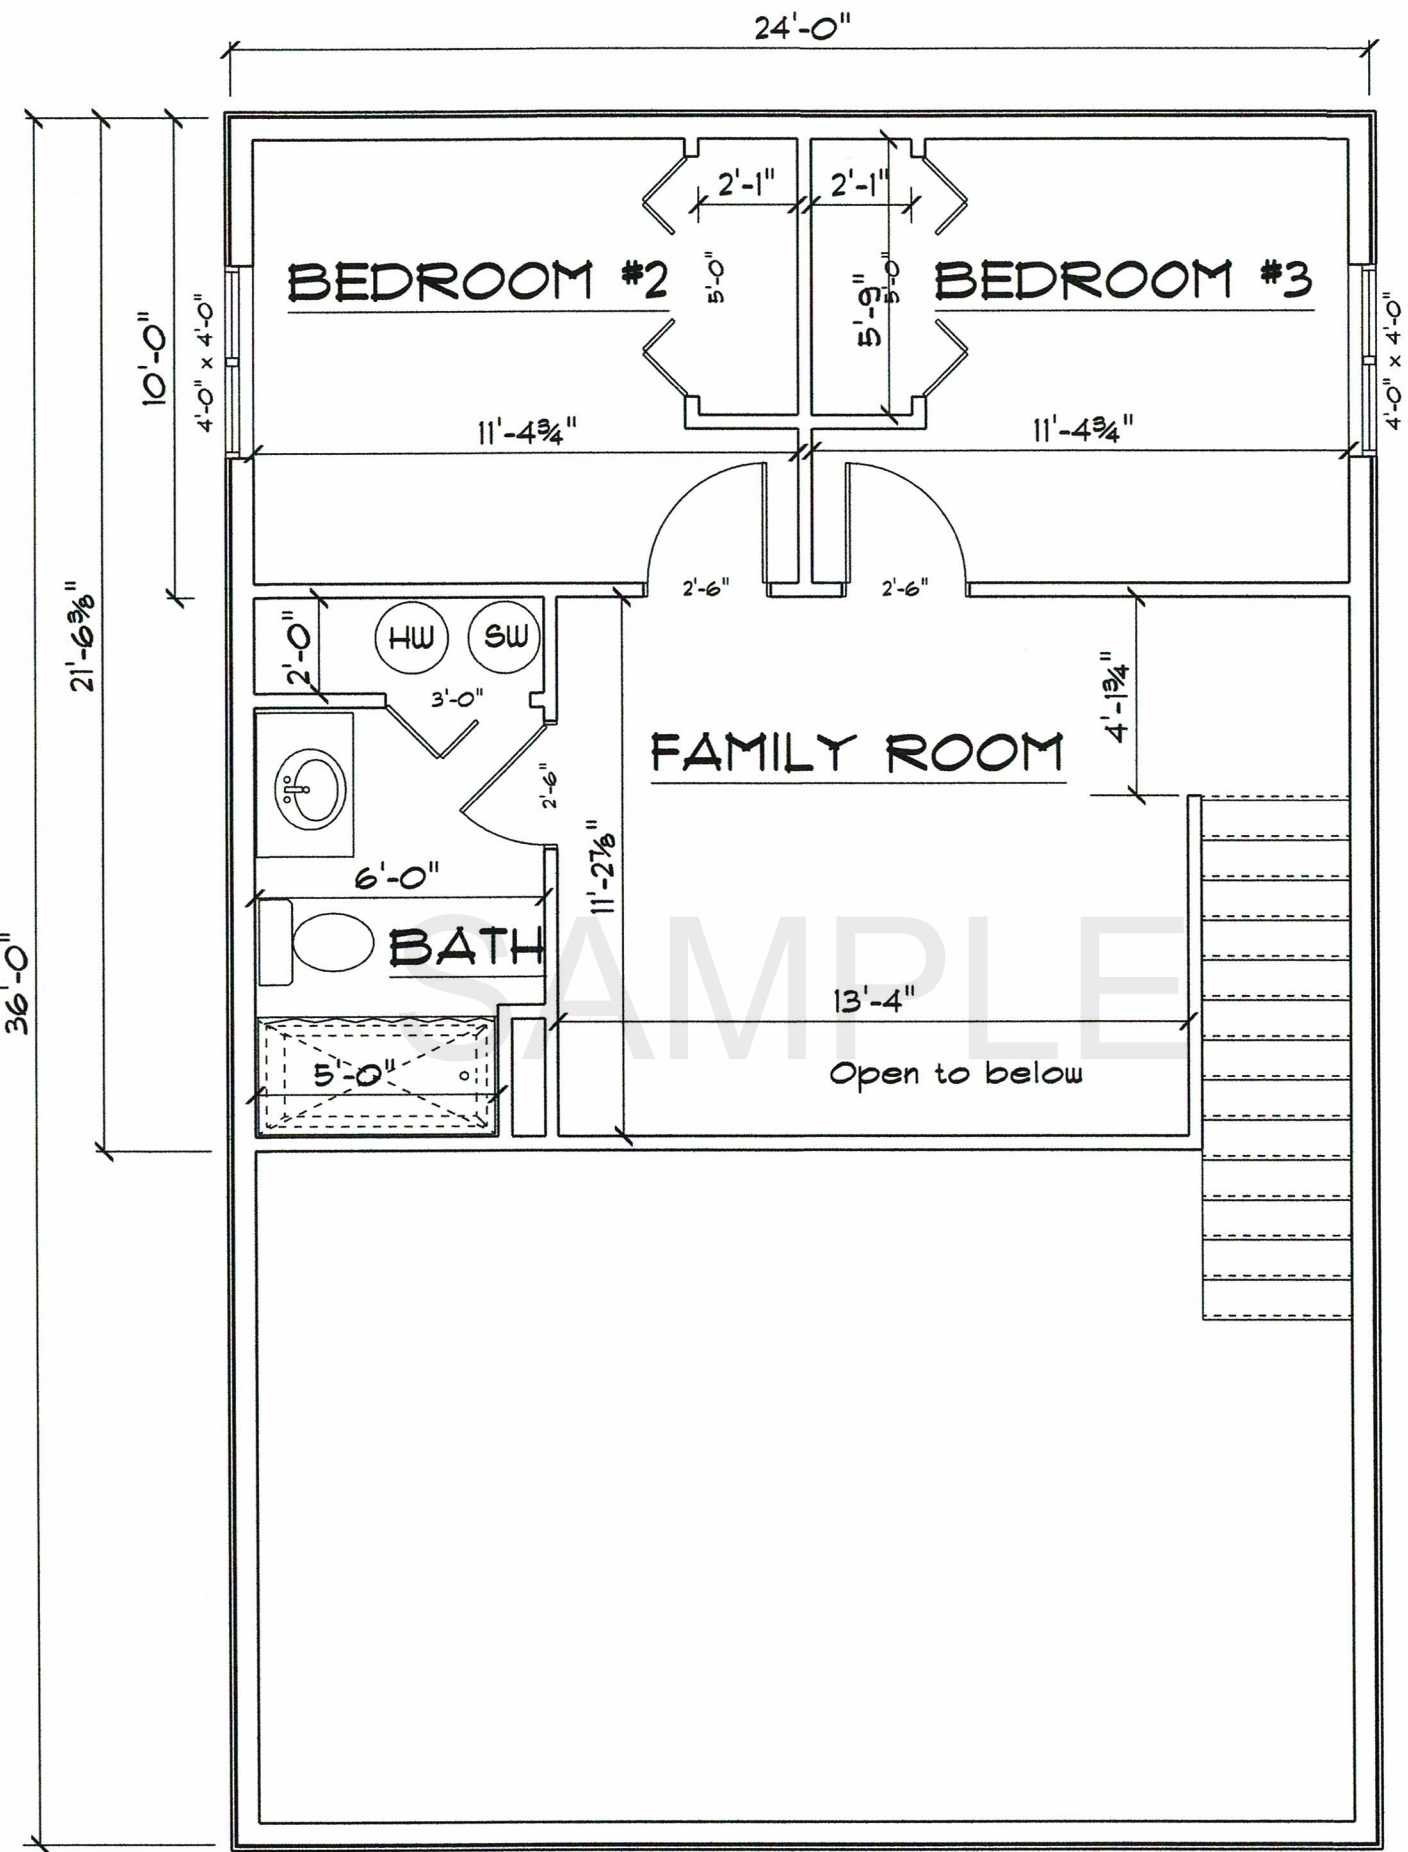 24'-0"
2'-1"
2'-1"
BEDROOM #2
5'-0"
5'-9"
5'-0"
BEDROOM #3
4'-0" x 4'-0"
4'-0" x 4'-0"
10'-0"
11'-4¾"
11'-4¾"
2'-6"
2'-6"
21'-6⅜"
2'-0"
HW
SW
3'-0"
4'-1¾"
FAMILY ROOM
2'-6"
11'-2⅞"
6'-0"
BATH
SAMPLE
36'-0"
13'-4"
5'-0"
Open to below